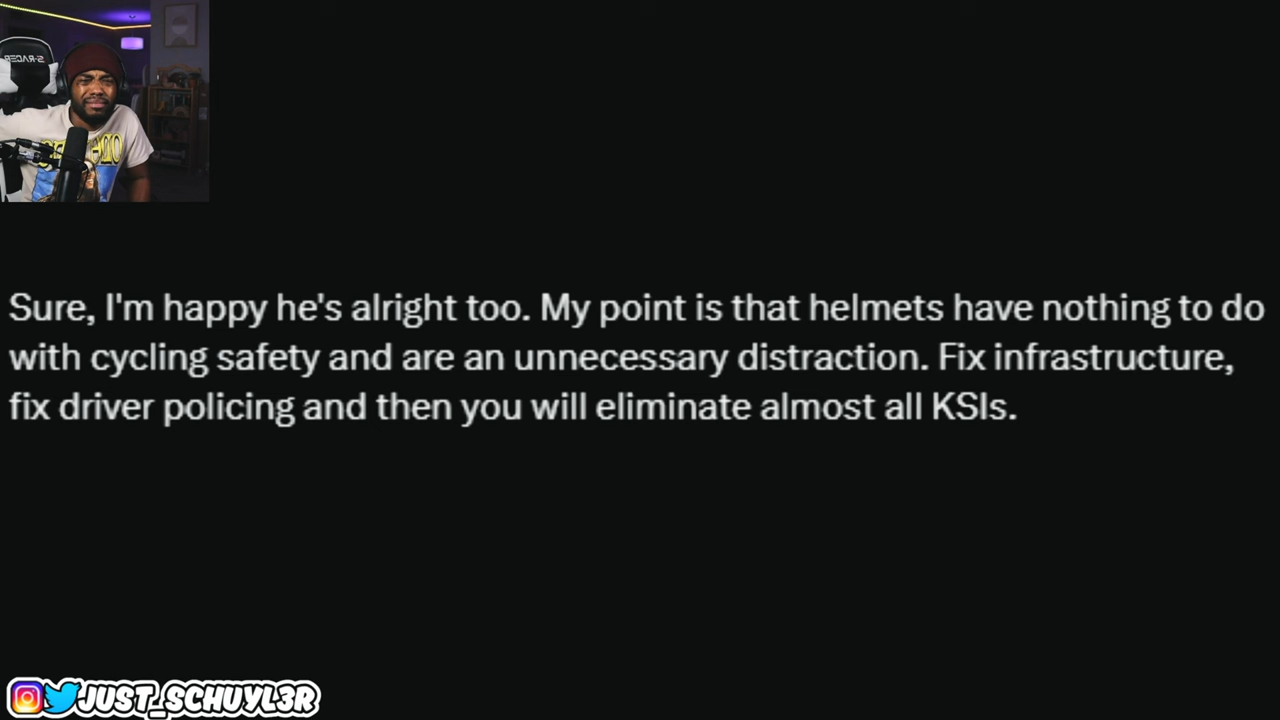 Sure, I'm happy he's alright too. My point is that helmets have nothing to do
with cycling safety and are an unnecessary distraction. Fix infrastructure,
fix driver policing and then you will eliminate almost all KSIs.
JUST_SCHUYL3R